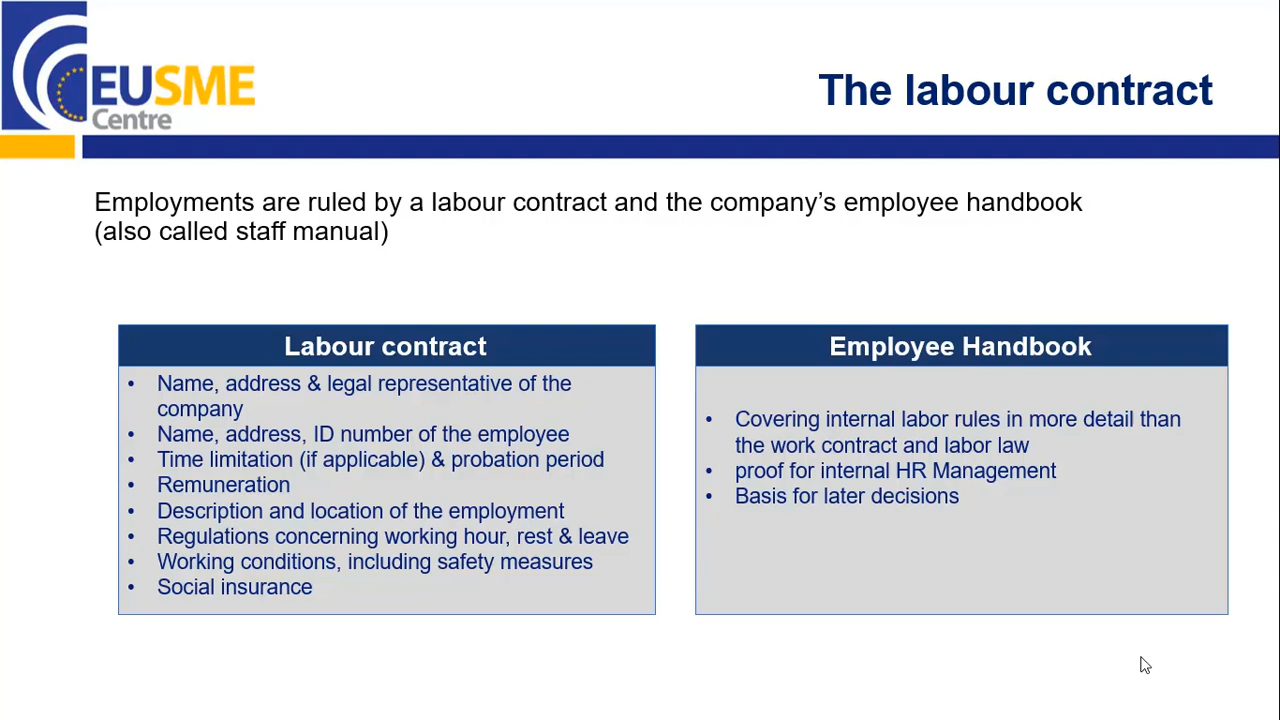 EUSME
Centre
The labour contract
Employments are ruled by a labour contract and the company’s employee handbook
(also called staff manual)
Labour contract
• Name, address & legal representative of the
company
• Name, address, ID number of the employee
• Time limitation (if applicable) & probation period
• Remuneration
• Description and location of the employment
• Regulations concerning working hour, rest & leave
• Working conditions, including safety measures
• Social insurance
Employee Handbook
• Covering internal labor rules in more detail than
the work contract and labor law
• proof for internal HR Management
• Basis for later decisions